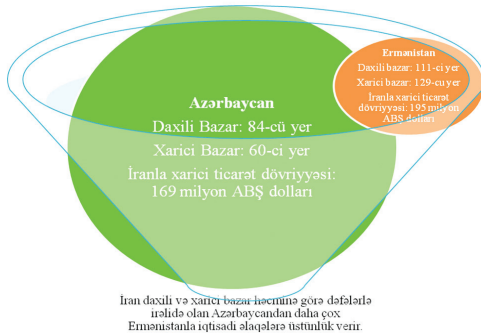 Ermənistan
Daxili bazar: 111-ci yer
Xarici bazar: 129-cu yer
İranla xarici ticarət
dövriyyəsi: 195 milyon
ABŞ dolları
Azərbaycan
Daxili Bazar: 84-cü yer
Xarici Bazar: 60-ci yer
İranla xarici ticarət dövriyyəsi:
169 milyon ABŞ dolları
İran daxili və xarici bazar həcminə görə dəfələrlə
irəlidə olan Azərbaycandan daha çox
Ermənistanla iqtisadi əlaqələrə üstünlük verir.